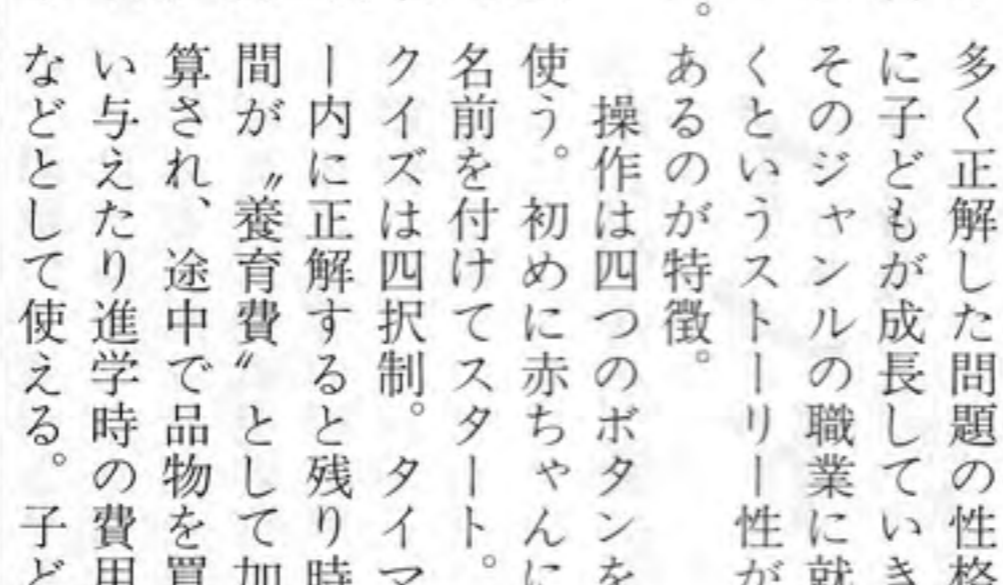 多く正解した問題の性格
に子どもが成長していき
そのジャンルの職業に就
くというストーリー性が
あるのが特徴。
操作は四つのボタンを
使う。初めに赤ちゃんに
名前を付けてスタート。
クイズは四択制。タイマ
ー内に正解すると残り時
間が〝養育費〟として加
算され、途中で品物を買
い与えたり進学時の費用
などとして使える。子ど